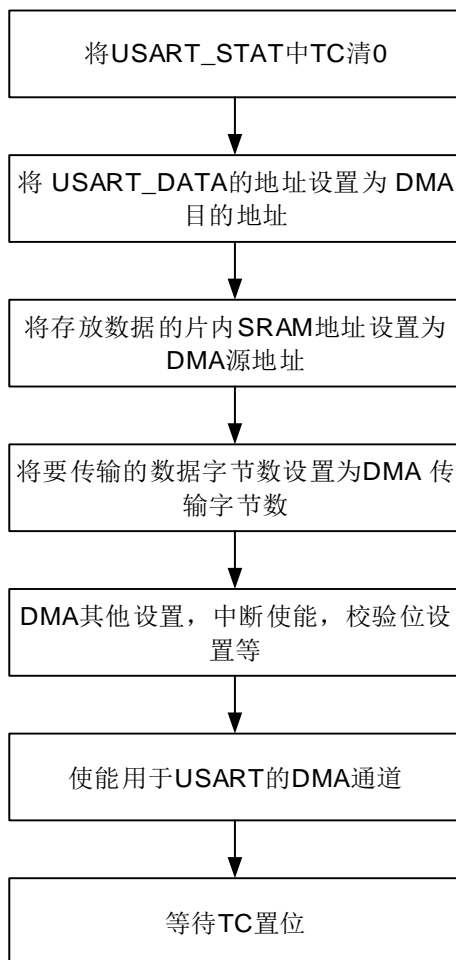 将USART_STAT中TC清0
将 USART_DATA的地址设置为 DMA
目的地址
将存放数据的片内SRAM地址设置为
DMA源地址
将要传输的数据字节数设置为DMA 传
输字节数
DMA其他设置，中断使能，校验位设
置等
使能用于USART的DMA通道
等待TC置位